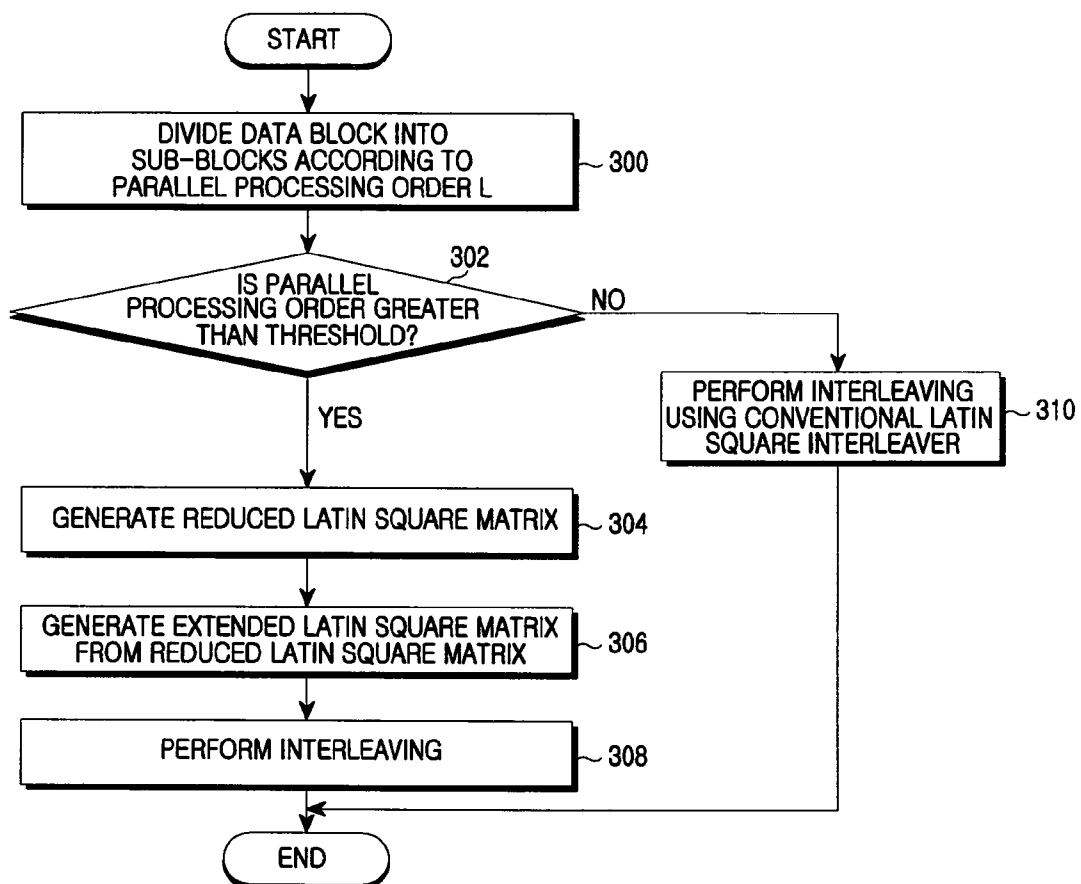 START
DIVIDE DATA BLOCK INTO
SUB-BLOCKS ACCORDING TO
PARALLEL PROCESSING ORDER L
300
302
IS PARALLEL
PROCESSING ORDER GREATER
THAN THRESHOLD?
NO
YES
PERFORM INTERLEAVING
USING CONVENTIONAL LATIN
SQUARE INTERLEAVER
310
GENERATE REDUCED LATIN SQUARE MATRIX
304
GENERATE EXTENDED LATIN SQUARE MATRIX
FROM REDUCED LATIN SQUARE MATRIX
306
PERFORM INTERLEAVING
308
END